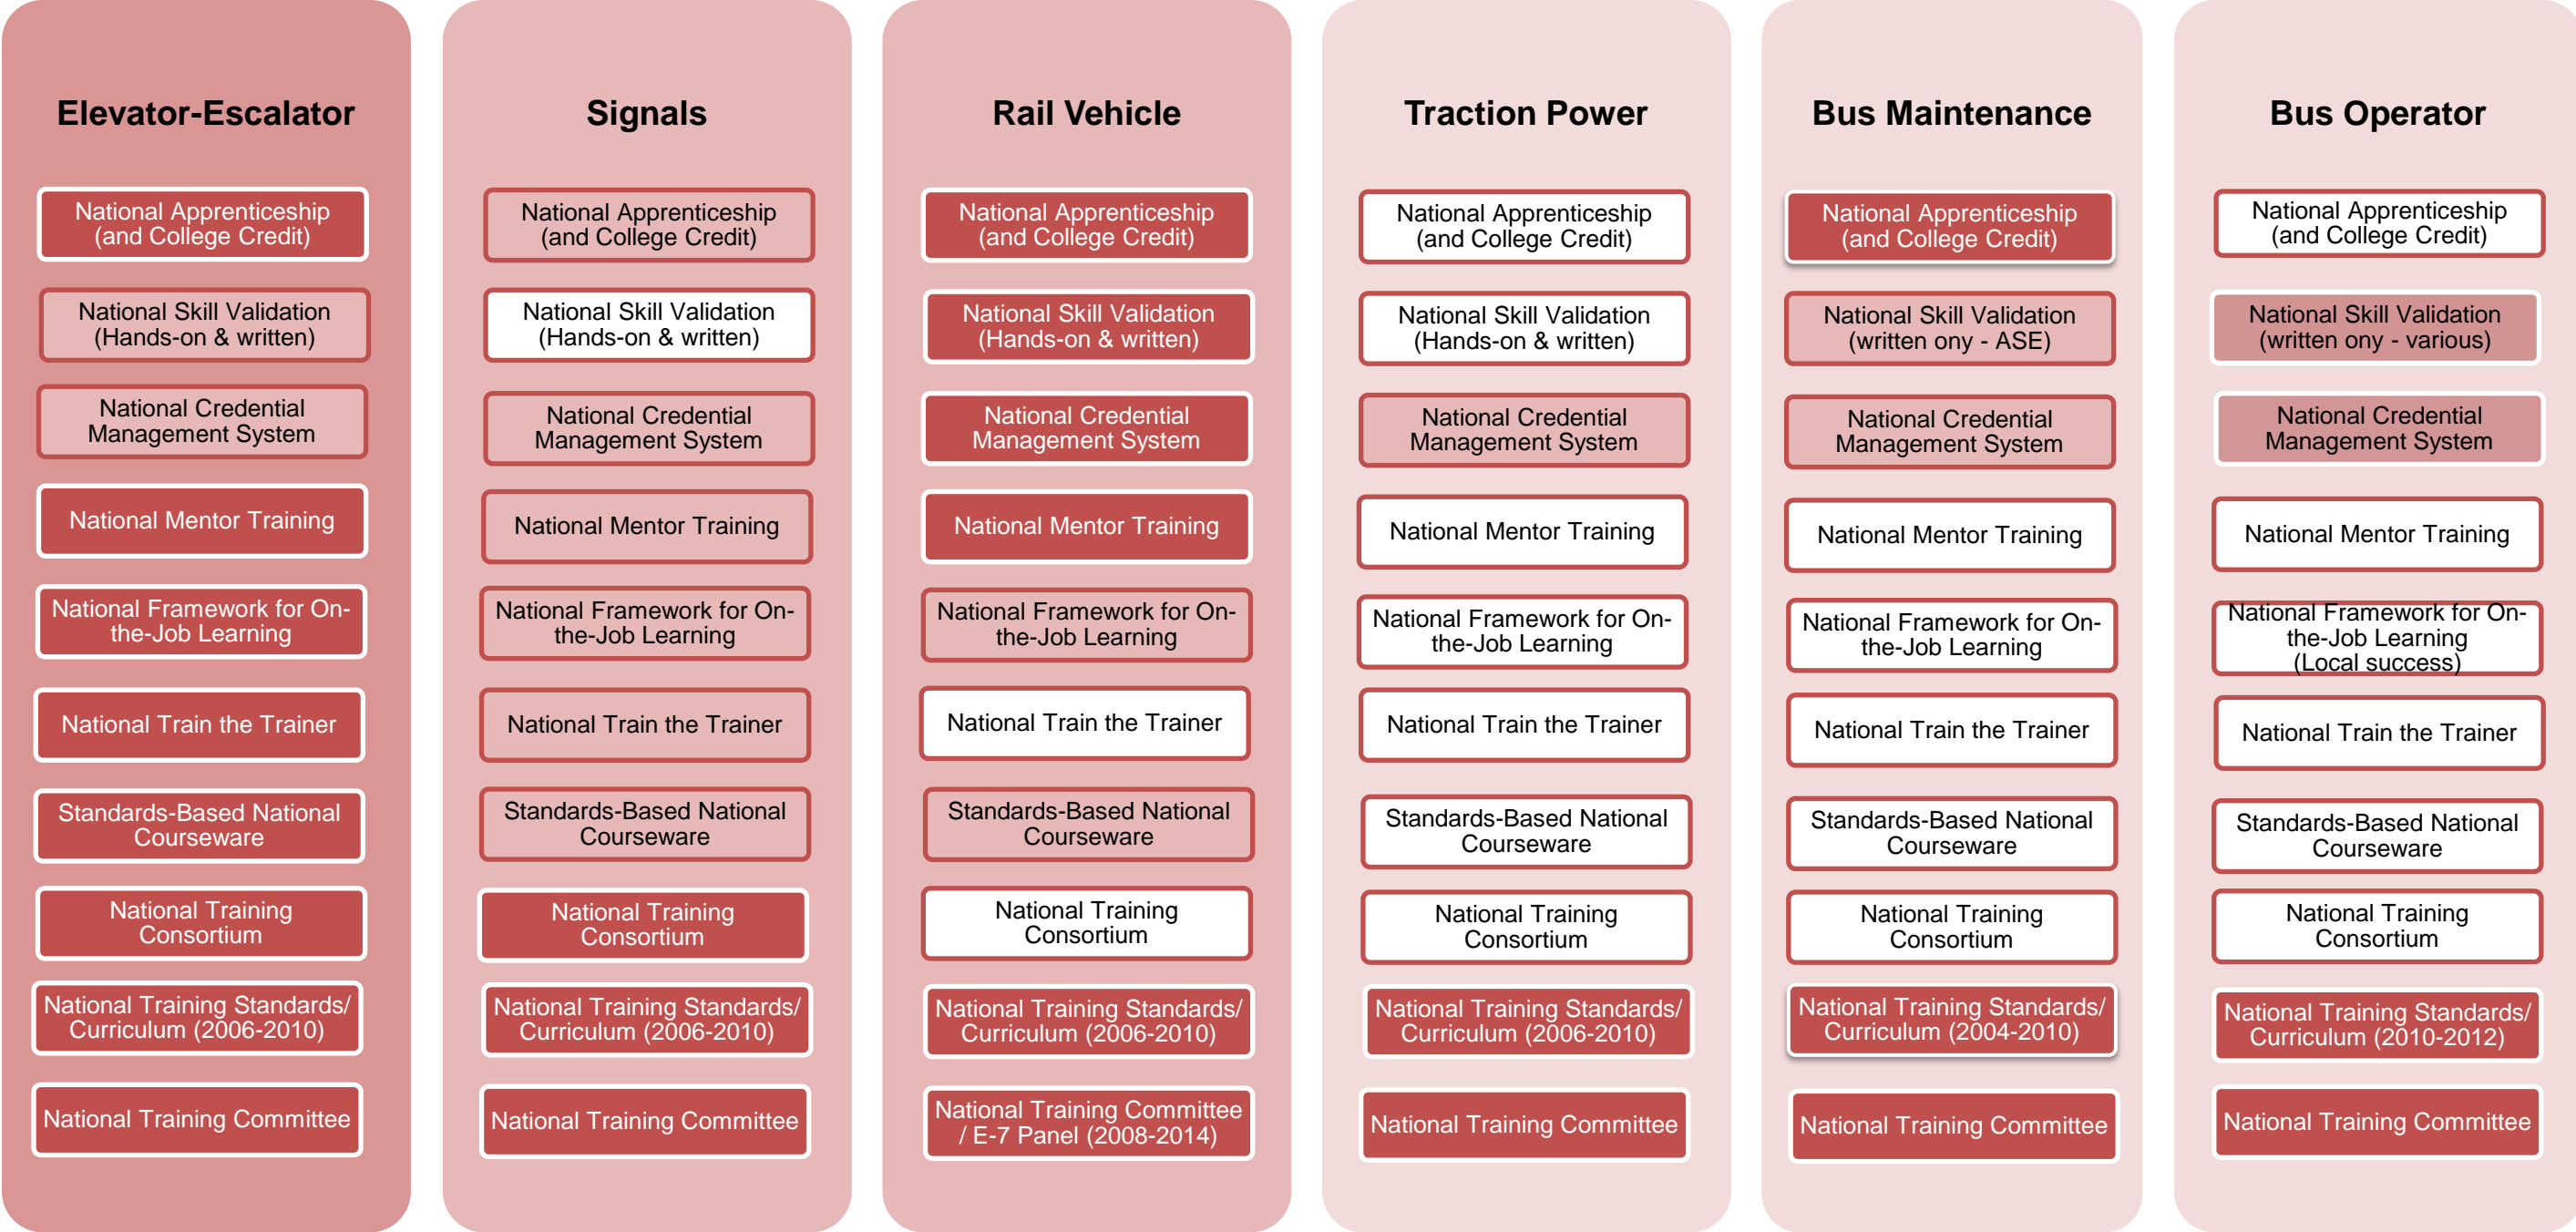 Elevator-Escalator
National Apprenticeship
(and College Credit)
National Skill Validation
(Hands-on & written)
National Credential
Management System
National Mentor Training
National Framework for On-
the-Job Learning
National Train the Trainer
Standards-Based National
Courseware
National Training
Consortium
National Training Standards/
Curriculum (2006-2010)
National Training Committee
Signals
National Apprenticeship
(and College Credit)
National Skill Validation
(Hands-on & written)
National Credential
Management System
National Mentor Training
National Framework for On-
the-Job Learning
National Train the Trainer
Standards-Based National
Courseware
National Training
Consortium
National Training Standards/
Curriculum (2006-2010)
National Training Committee
Rail Vehicle
National Apprenticeship
(and College Credit)
National Skill Validation
(Hands-on & written)
National Credential
Management System
National Mentor Training
National Framework for On-
the-Job Learning
National Train the Trainer
Standards-Based National
Courseware
National Training
Consortium
National Training Standards/
Curriculum (2006-2010)
National Training Committee
/ E-7 Panel (2008-2014)
Traction Power
National Apprenticeship
(and College Credit)
National Skill Validation
(Hands-on & written)
National Credential
Management System
National Mentor Training
National Framework for On-
the-Job Learning
National Train the Trainer
Standards-Based National
Courseware
National Training
Consortium
National Training Standards/
Curriculum (2006-2010)
National Training Committee
Bus Maintenance
National Apprenticeship
(and College Credit)
National Skill Validation
(written ony - ASE)
National Credential
Management System
National Mentor Training
National Framework for On-
the-Job Learning
National Train the Trainer
Standards-Based National
Courseware
National Training
Consortium
National Training Standards/
Curriculum (2004-2010)
National Training Committee
Bus Operator
National Apprenticeship
(and College Credit)
National Skill Validation
(written ony - various)
National Credential
Management System
National Mentor Training
National Framework for On-
the-Job Learning
(Local success)
National Train the Trainer
Standards-Based National
Courseware
National Training
Consortium
National Training Standards/
Curriculum (2010-2012)
National Training Committee